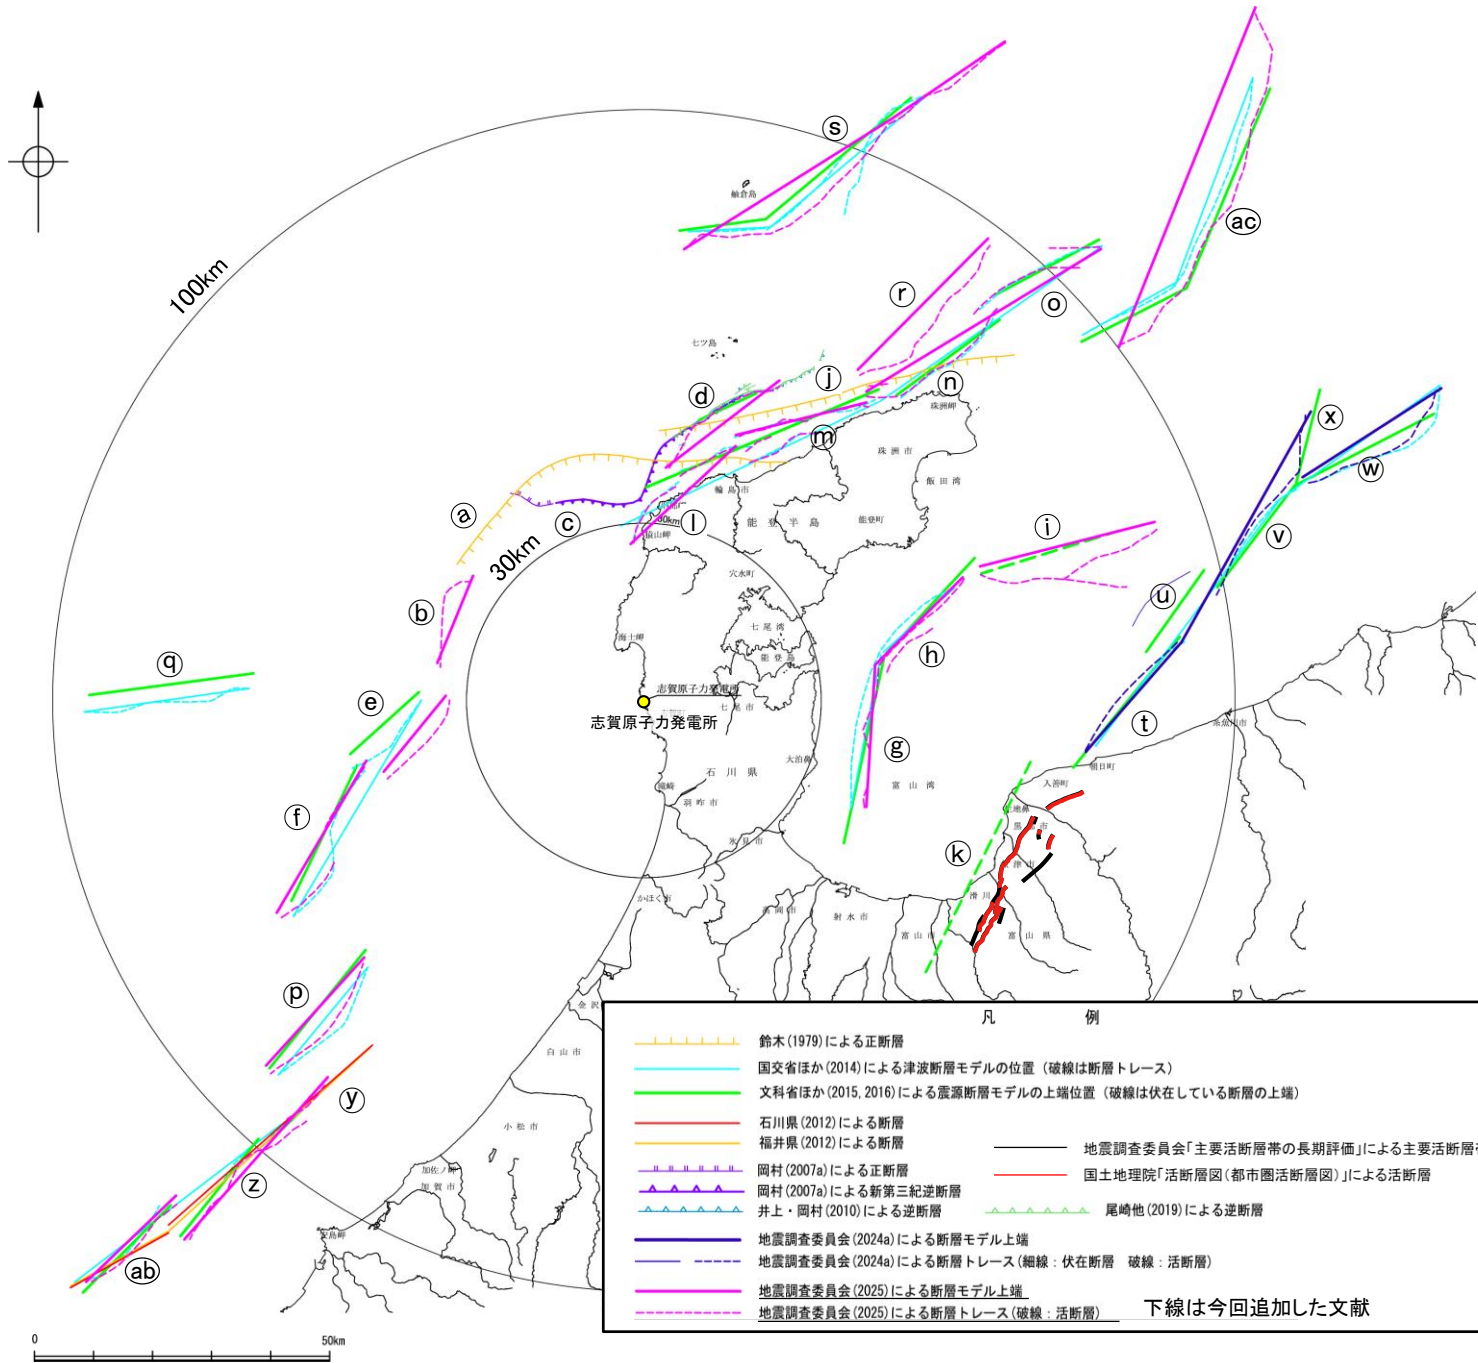 100km
30km
30km
ⓢ
舳倉島
ac
ⓡ
ⓞ
七ツ島
ⓓ
ⓙ
ⓝ
珠洲岬
ⓧ
ⓜ
ⓦ
珠洲市
飯田湾
ⓐ
ⓒ
輪島市
ⓛ
能登半島
能登町
猿山岬
ⓘ
ⓥ
穴水町
ⓤ
ⓑ
七尾湾
海士岬
能登島
ⓗ
ⓠ
志賀原子力発電所
志賀原子力発電所
七尾市
ⓔ
ⓣ
糸魚川市
大泊鼻
ⓖ
朝日町
石川県
滝崎
富山湾
入善町
羽咋市
ⓕ
氷見市
ⓚ
かほく市
高岡市
射水市
滑川
富山市
富山県
ⓟ
金沢
白山市
ⓨ
小松市
ⓩ
加佐ノ岬
加賀市
安島岬
ab
0
50km
凡 例
鈴木(1979)による正断層
国交省ほか(2014)による津波断層モデルの位置(破線は断層トレース)
文科省ほか(2015,2016)による震源断層モデルの上端位置(破線は伏在している断層の上端)
石川県(2012)による断層
福井県(2012)による断層
地震調査委員会「主要活断層帯の長期評価」による主要活断層
岡村(2007a)による正断層
国土地理院「活断層図(都市圏活断層図)」による活断層
岡村(2007a)による新第三紀逆断層
井上・岡村(2010)による逆断層
尾崎他(2019)による逆断層
地震調査委員会(2024a)による断層モデル上端
地震調査委員会(2024a)による断層トレース(細線:伏在断層 破線:活断層)
地震調査委員会(2025)による断層モデル上端
地震調査委員会(2025)による断層トレース(破線:活断層)
下線は今回追加した文献